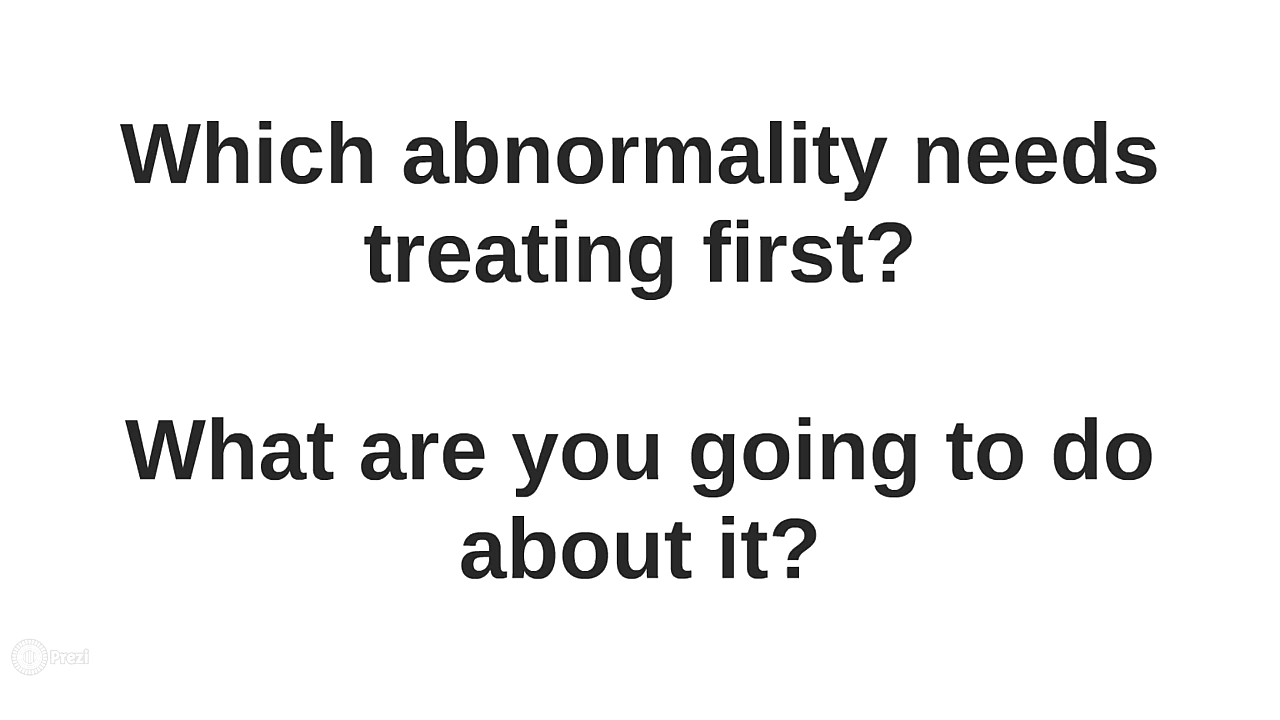 Which abnormality needs
treating first?
What are you going to do
about it?
Prezi